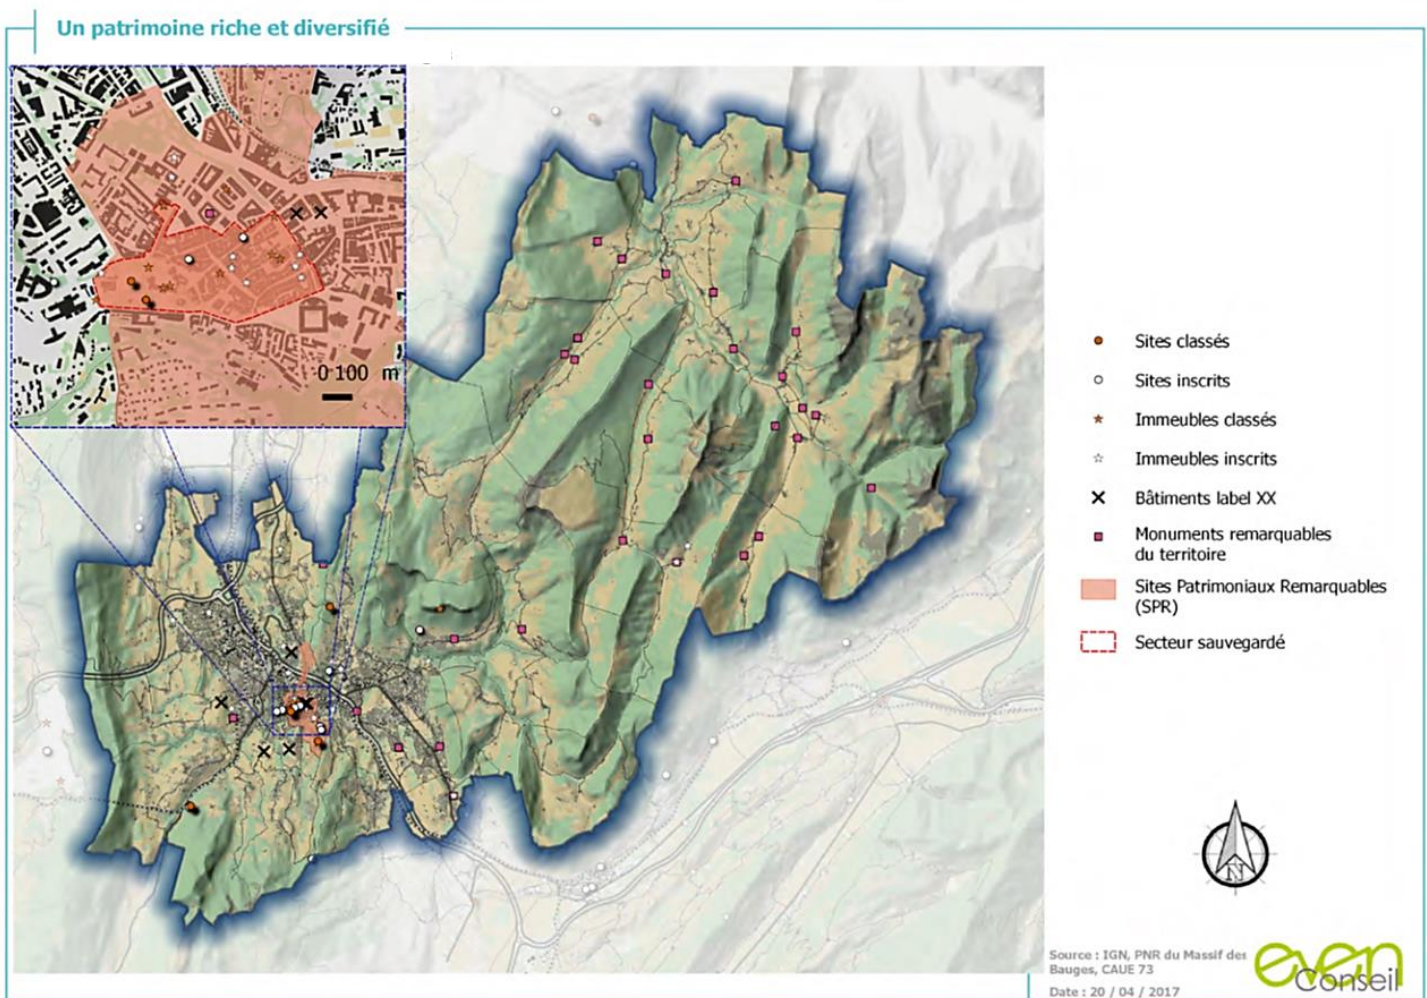 Un patrimoine riche et diversifié
0 100 m
Sites classés
Sites inscrits
Immeubles classés
Immeubles inscrits
Bâtiments label XX
Monuments remarquables
du territoire
Sites Patrimoniaux Remarquables
(SPR)
Secteur sauvegardé
N
Source : IGN, PNR du Massif des
Bauges, CAUE 73
Date : 20 / 04 / 2017
even
Conseil